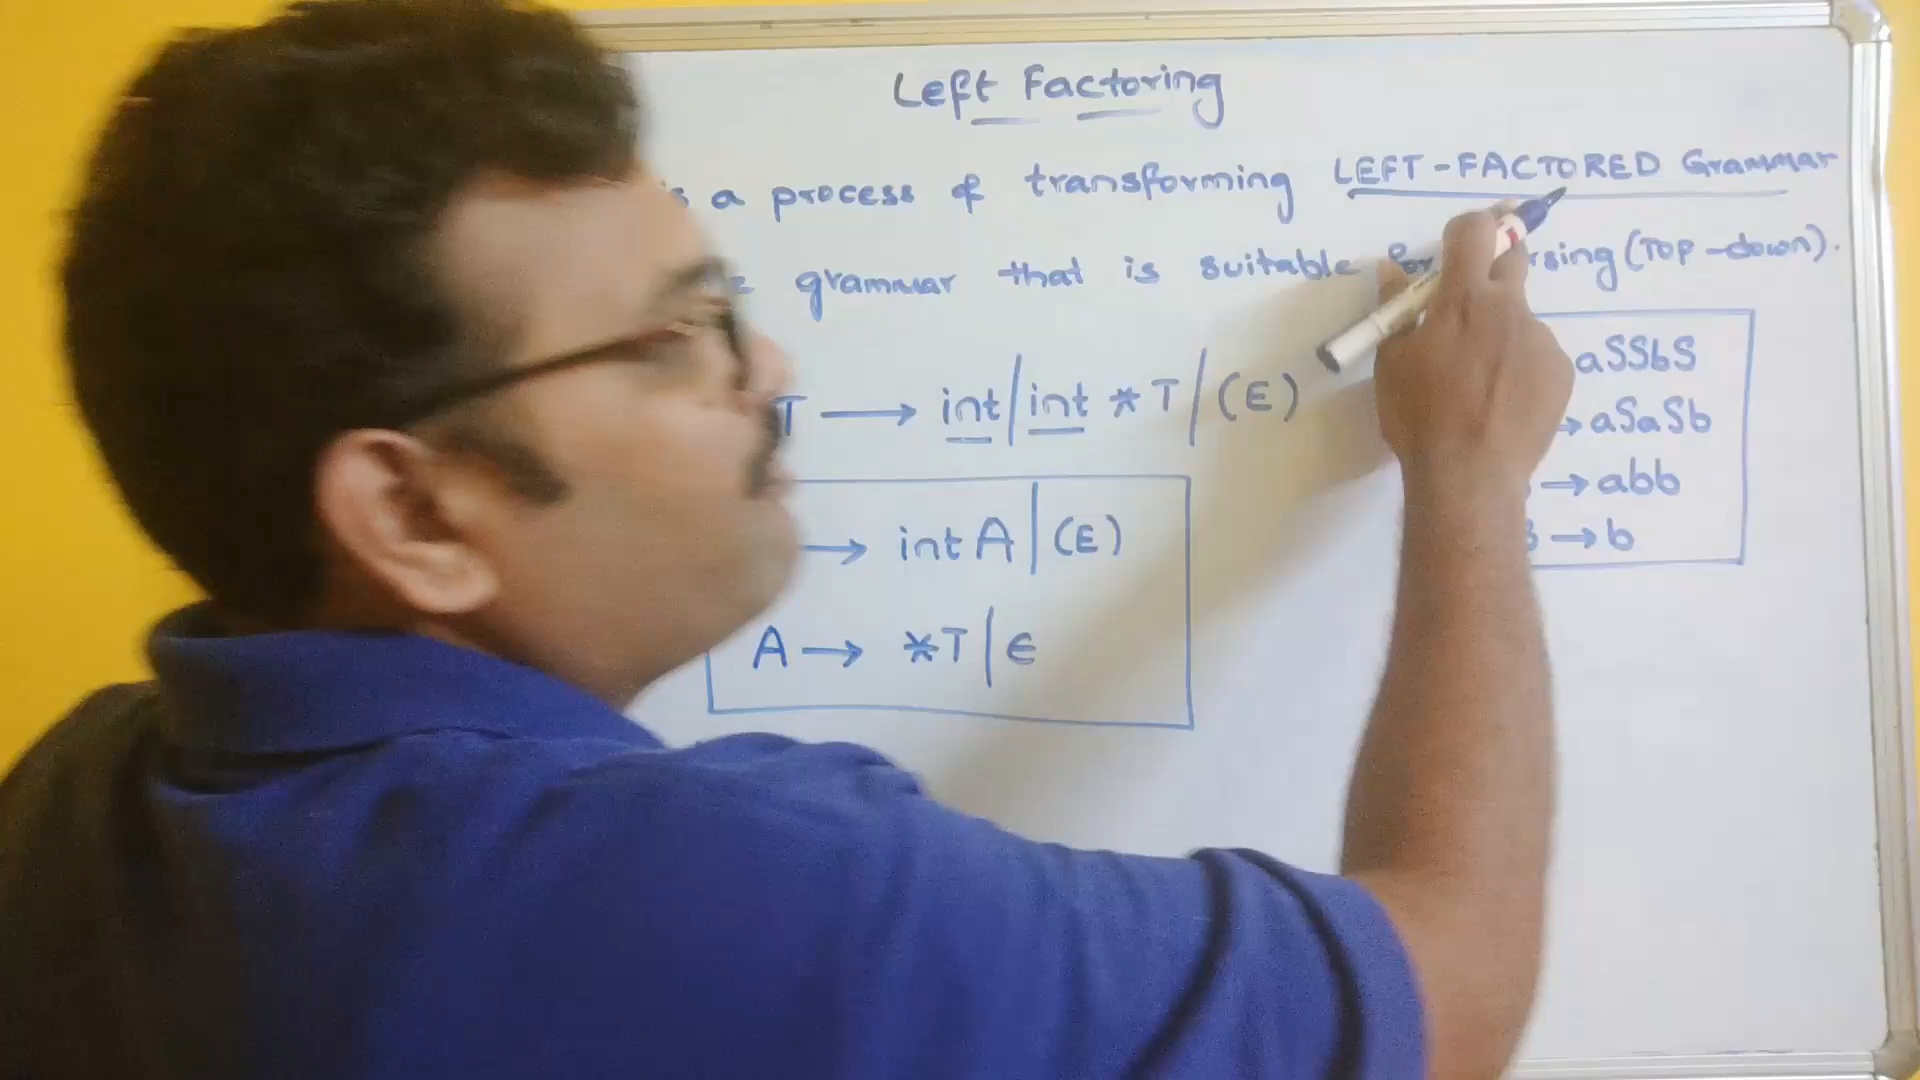 Left Factoring
a process of transforming LEFT-FACTORED Grammar
grammar that is suitable for (Top-down).
T → int | int *T | (E)
→ int A | (E)
A → *T | ϵ
aSSbS
→ aSaSb
→ abb
→ b